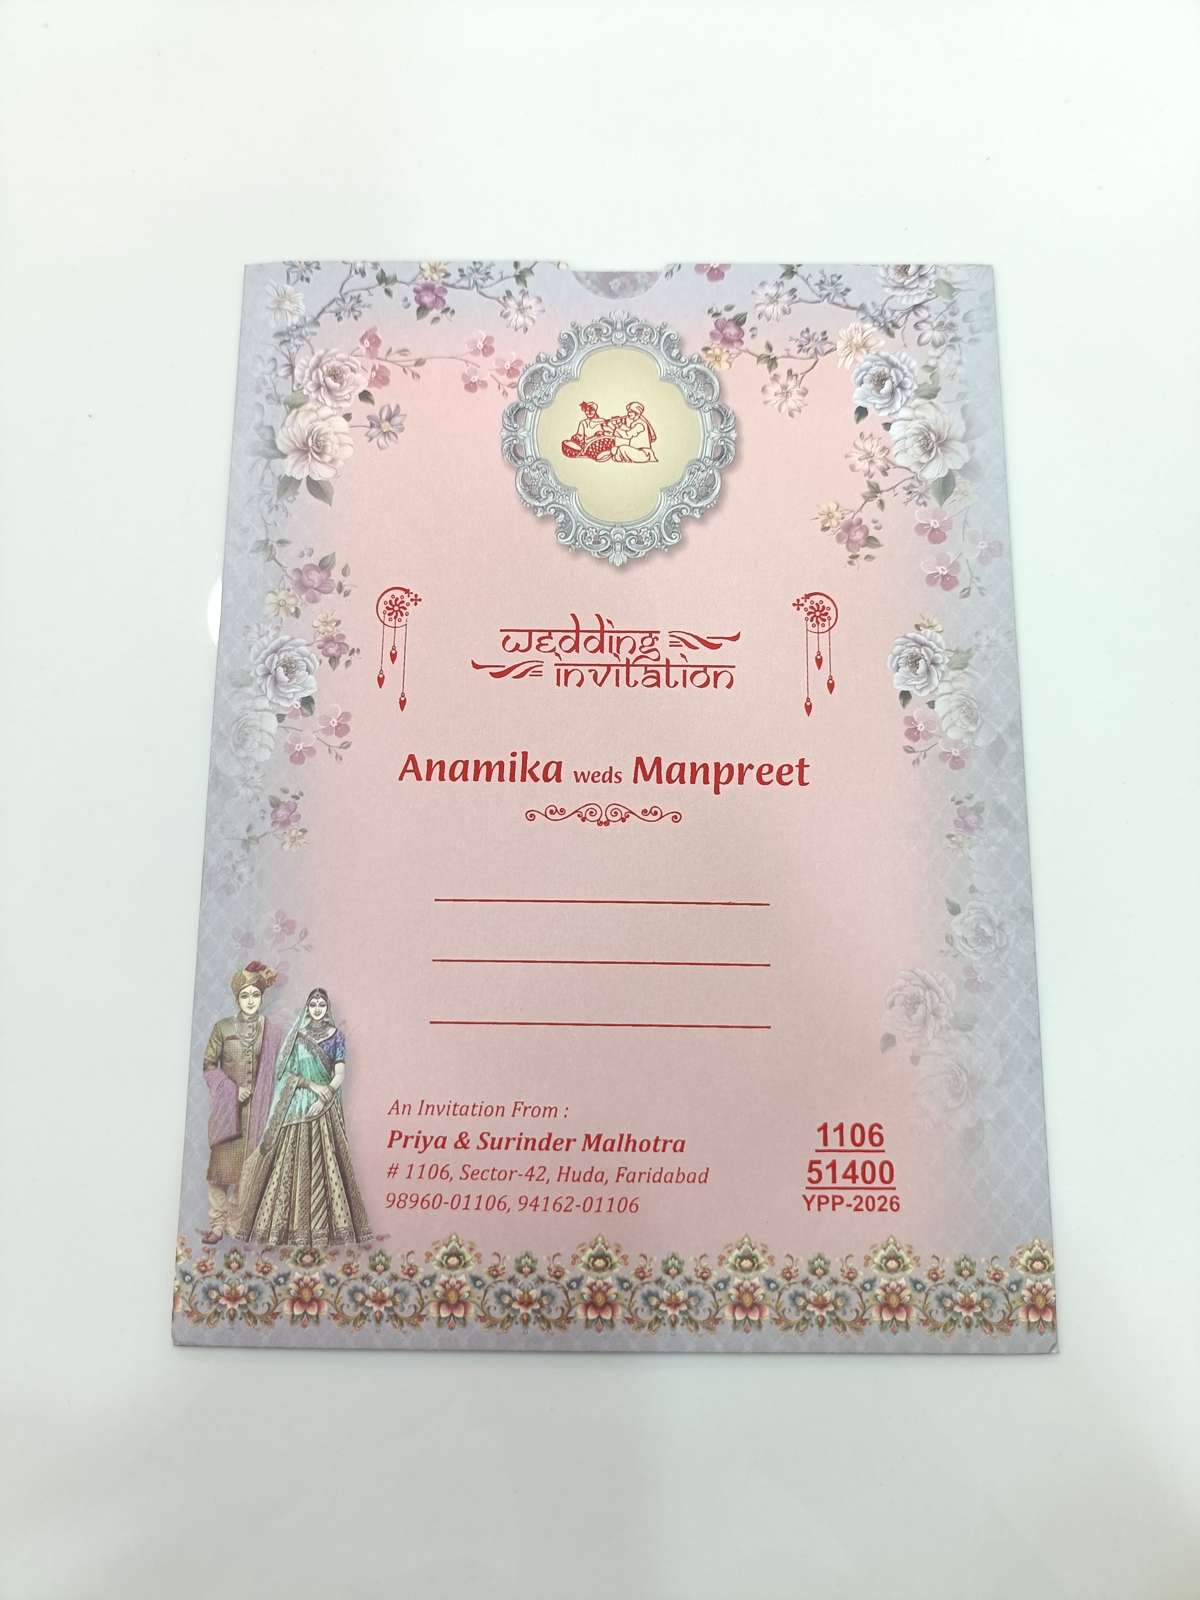 wedding
invitation
Anamika weds Manpreet
An Invitation From :
Priya & Surinder Malhotra
# 1106, Sector-42, Huda, Faridabad
98960-01106, 94162-01106
1106
51400
YPP-2026